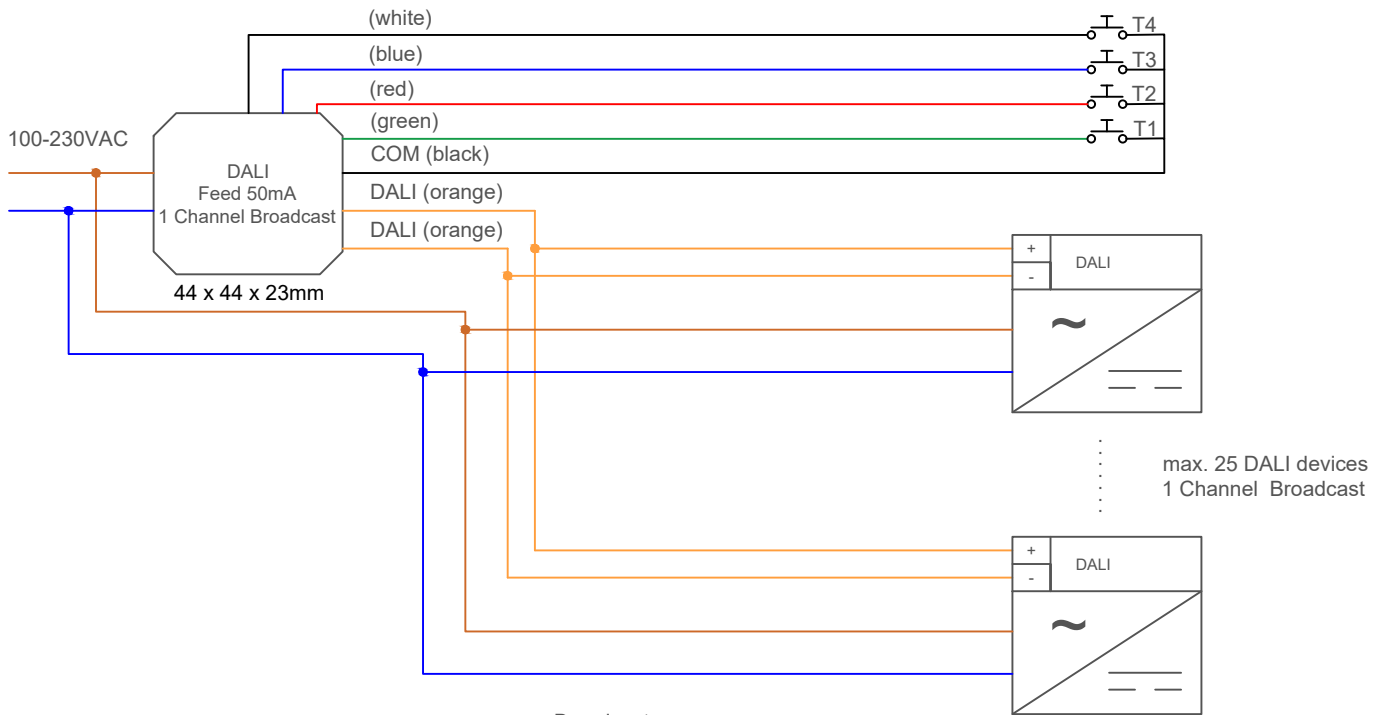 (white)
T4
(blue)
T3
(red)
T2
(green)
T1
100-230VAC
COM (black)
DALI
Feed 50mA
1 Channel Broadcast
DALI (orange)
DALI (orange)
44 x 44 x 23mm
+
DALI
-
~
max. 25 DALI devices
1 Channel Broadcast
+
DALI
-
~